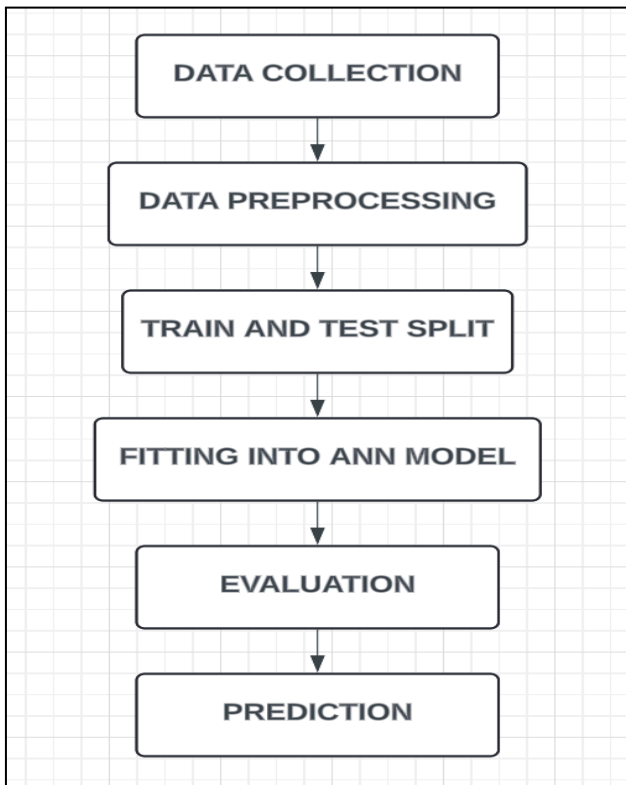 DATA COLLECTION
DATA PREPROCESSING
TRAIN AND TEST SPLIT
FITTING INTO ANN MODEL
EVALUATION
PREDICTION